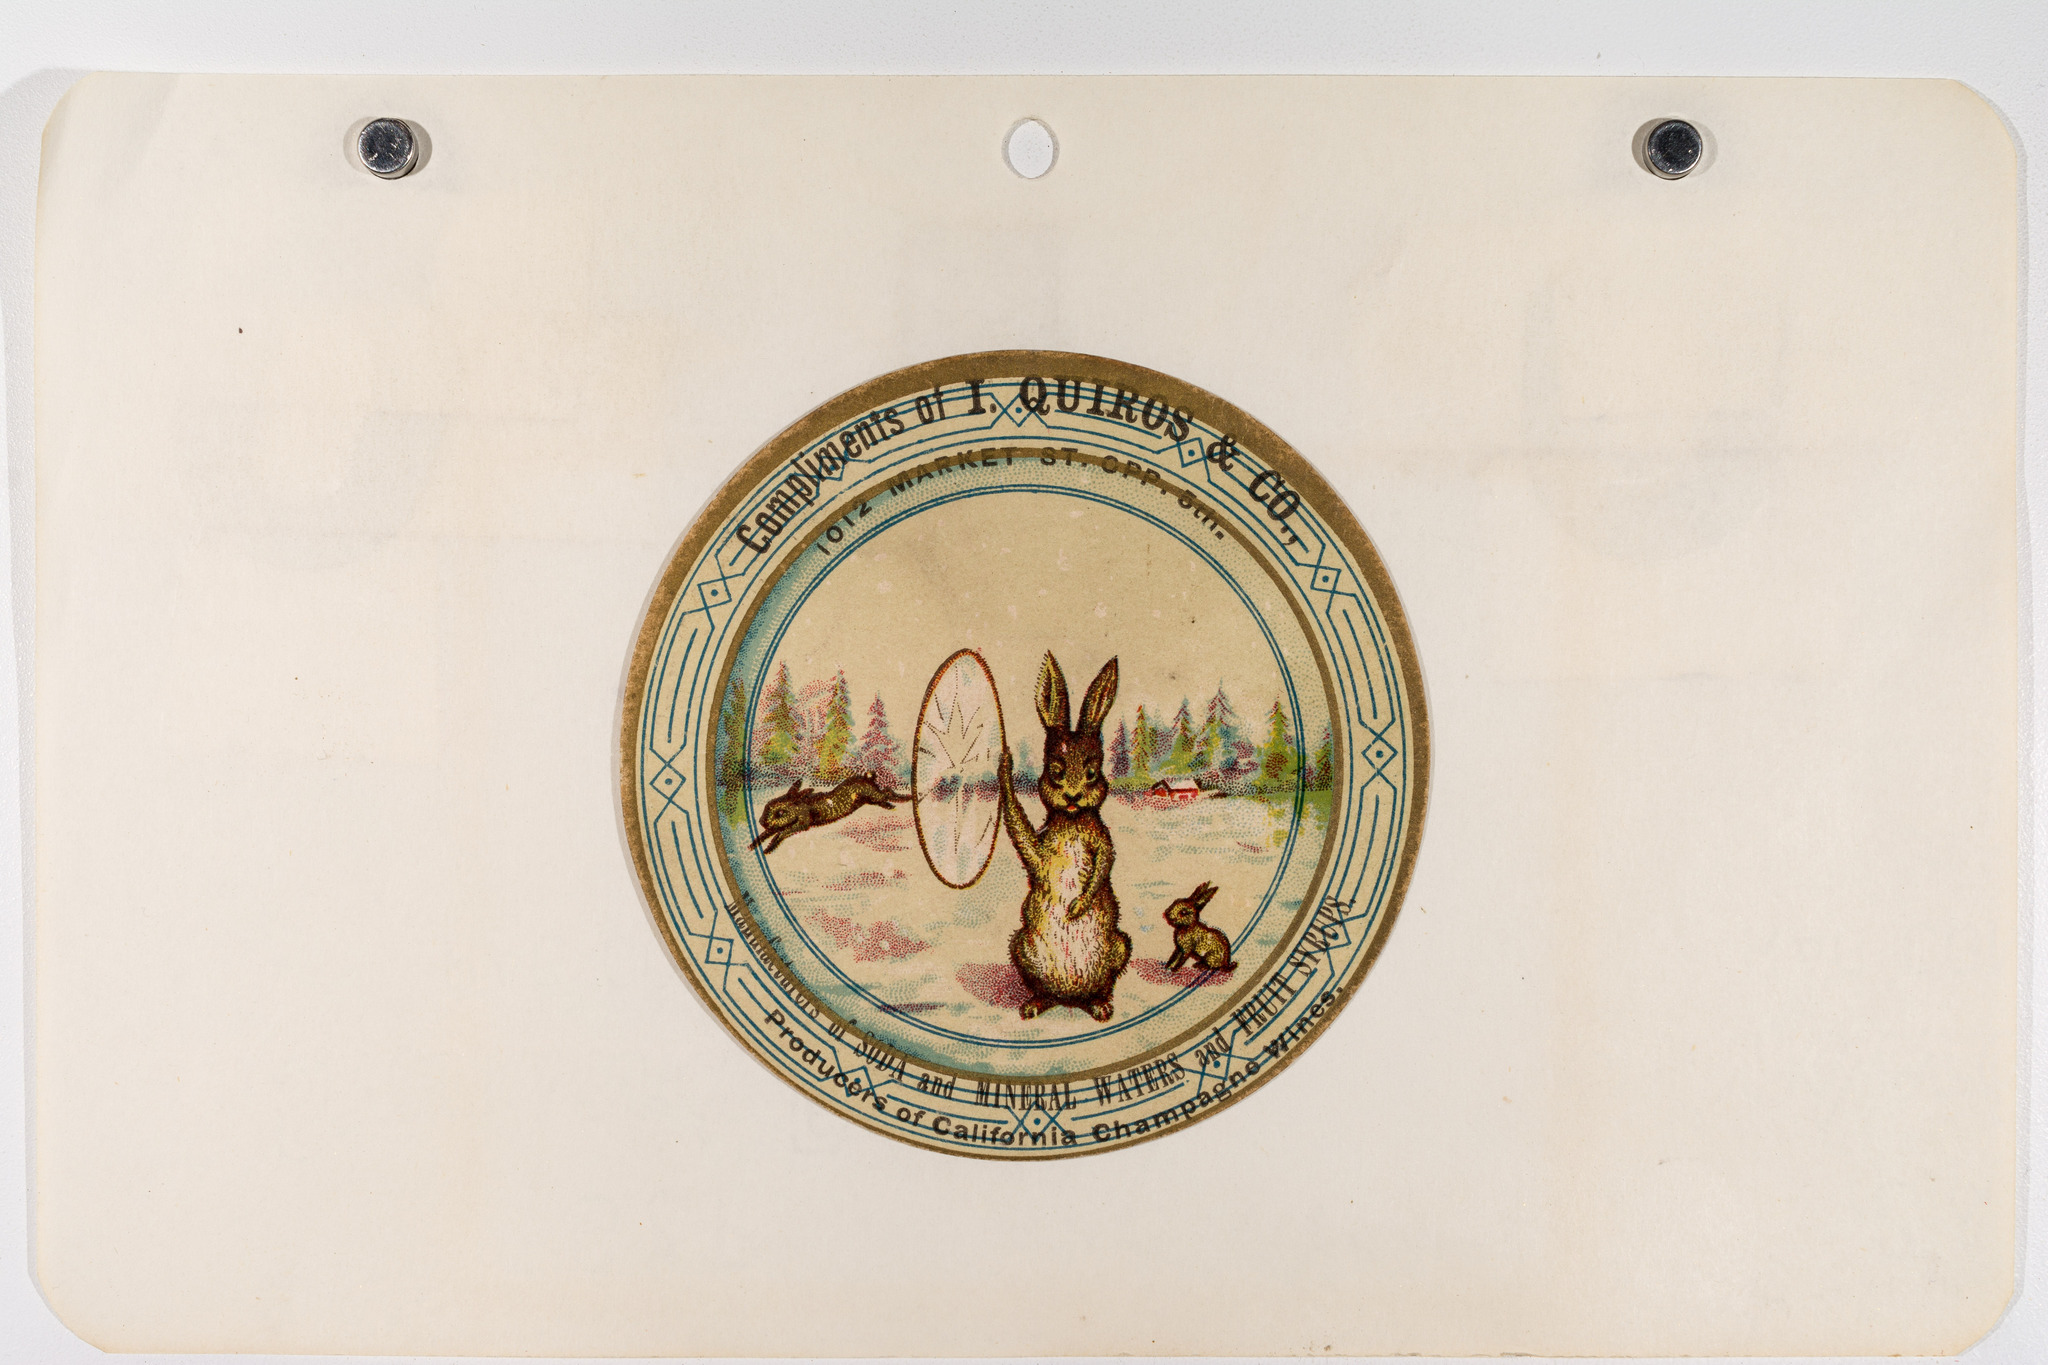 Compliments of I. QUIROS & CO.,
1012 MARKET ST. OPP. 5th.
Manufacturers of SODA and MINERAL WATERS and FRUIT SYRUPS.
Producers of California Champagne Wines.